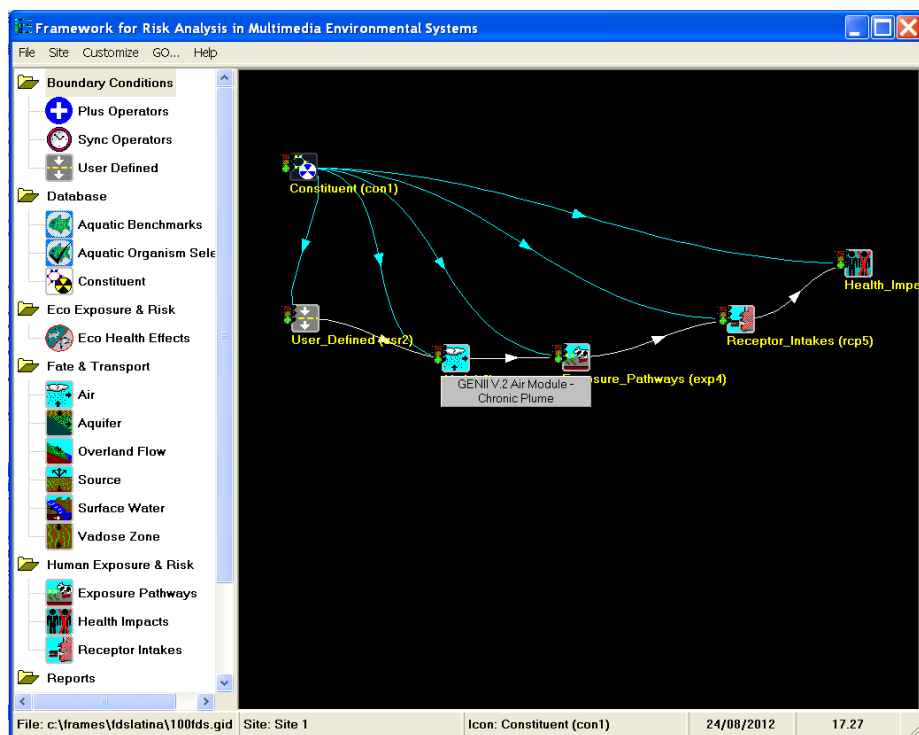 Framework for Risk Analysis in Multimedia Environmental Systems
File Site Customize GO... Help
Boundary Conditions
Plus Operators
Sync Operators
User Defined
Database
Aquatic Benchmarks
Aquatic Organism Sele
Constituent
Eco Exposure & Risk
Eco Health Effects
Fate & Transport
Air
Aquifer
Overland Flow
Source
Surface Water
Vadose Zone
Human Exposure & Risk
Exposure Pathways
Health Impacts
Receptor Intakes
Reports
Constituent (con1)
Health_Impa
User_Defined (usr2)
Receptor_Intakes (rcp5)
Exposure_Pathways (exp4)
GENII V.2 Air Module -
Chronic Plume
File: c:\frames\fdslatina\100fds.gid Site: Site 1 Icon: Constituent (con1) 24/08/2012 17.27